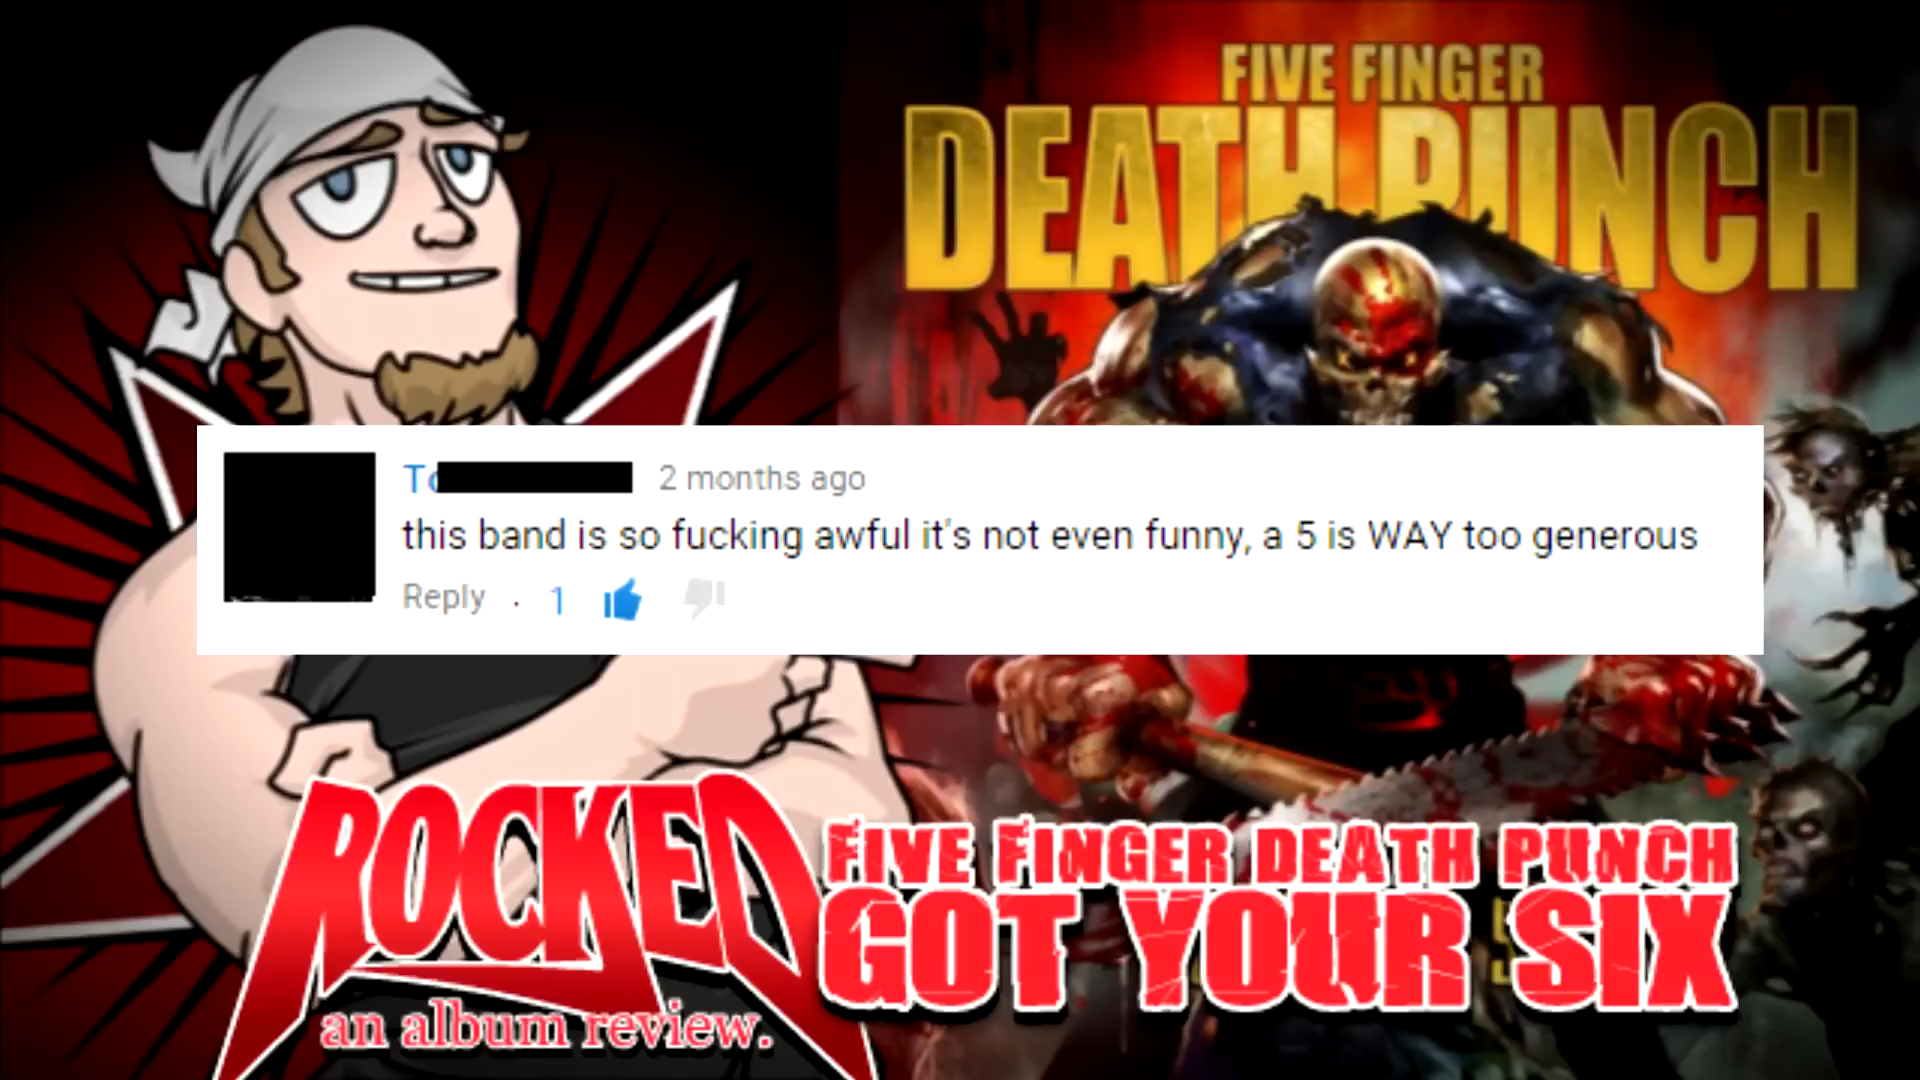 FIVE FINGER
DEATH PUNCH
2 months ago
this band is so fucking awful it's not even funny, a 5 is WAY too generous
Reply · 1
ROCKED
an album review.
FIVE FINGER DEATH PUNCH
GOT YOUR SIX